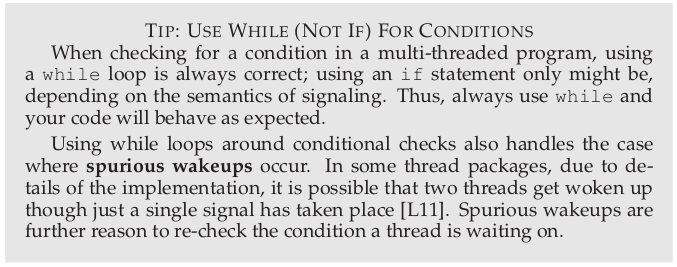 TIP: USE WHILE (NOT IF) FOR CONDITIONS
When checking for a condition in a multi-threaded program, using
a while loop is always correct; using an if statement only might be,
depending on the semantics of signaling. Thus, always use while and
your code will behave as expected.
Using while loops around conditional checks also handles the case
where spurious wakeups occur. In some thread packages, due to de-
tails of the implementation, it is possible that two threads get woken up
though just a single signal has taken place [L11]. Spurious wakeups are
further reason to re-check the condition a thread is waiting on.